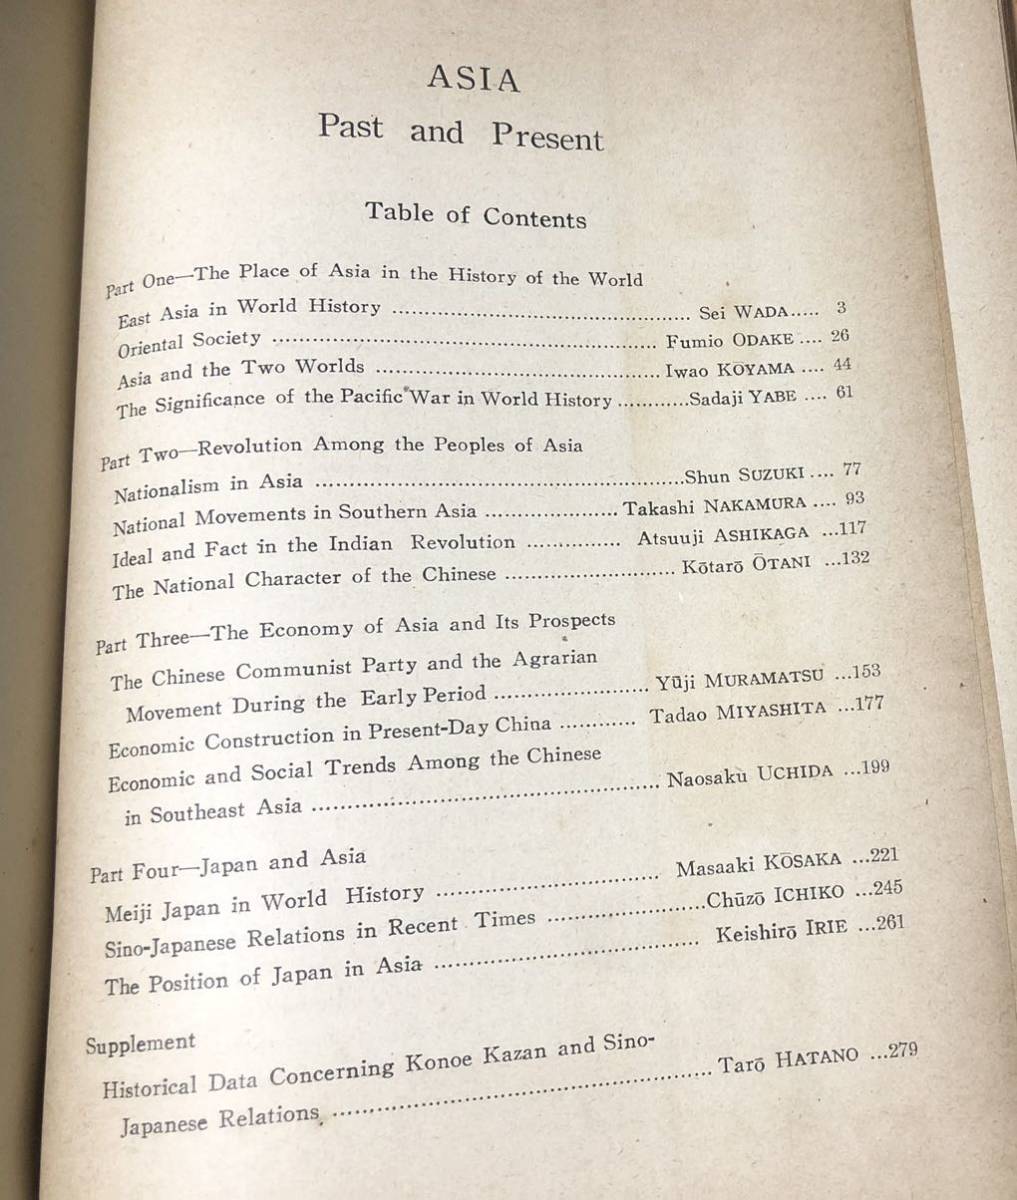 ASIA
Past and Present
Table of Contents
Part One—The Place of Asia in the History of the World
East Asia in World History ............................................... Sei WADA..... 3
Oriental Society ............................................................. Fumio ODAKE .... 26
Asia and the Two Worlds ............................................. Iwao KŌYAMA .... 44
The Significance of the Pacific War in World History ...........Sadaji YABE .... 61
Part Two—Revolution Among the Peoples of Asia
Nationalism in Asia ..........................................................Shun SUZUKI .... 77
National Movements in Southern Asia ..................... Takashi NAKAMURA .... 93
Ideal and Fact in the Indian Revolution ............... Atsuuji ASHIKAGA ...117
The National Character of the Chinese ........................... Kōtarō ŌTANI ...132
Part Three—The Economy of Asia and Its Prospects
The Chinese Communist Party and the Agrarian
Movement During the Early Period ........................ Yūji MURAMATSU ...153
Economic Construction in Present-Day China ............ Tadao MIYASHITA ...177
Economic and Social Trends Among the Chinese
in Southeast Asia ...................................................... Naosaku UCHIDA ...199
Part Four—Japan and Asia
Meiji Japan in World History .................................... Masaaki KŌSAKA ...221
Sino-Japanese Relations in Recent Times .........................Chūzō ICHIKO ...245
The Position of Japan in Asia .......................................... Keishirō IRIE ...261
Supplement
Historical Data Concerning Konoe Kazan and Sino-
Japanese Relations ............................................................ Tarō HATANO ...279